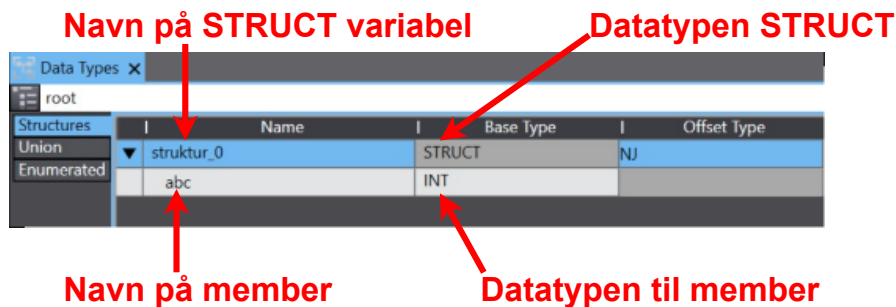 Navn på STRUCT variabel Datatypen STRUCT
Data Types
root
Structures Name Base Type Offset Type
Union struktur_0 STRUCT NJ
Enumerated abc INT
Navn på member Datatypen til member